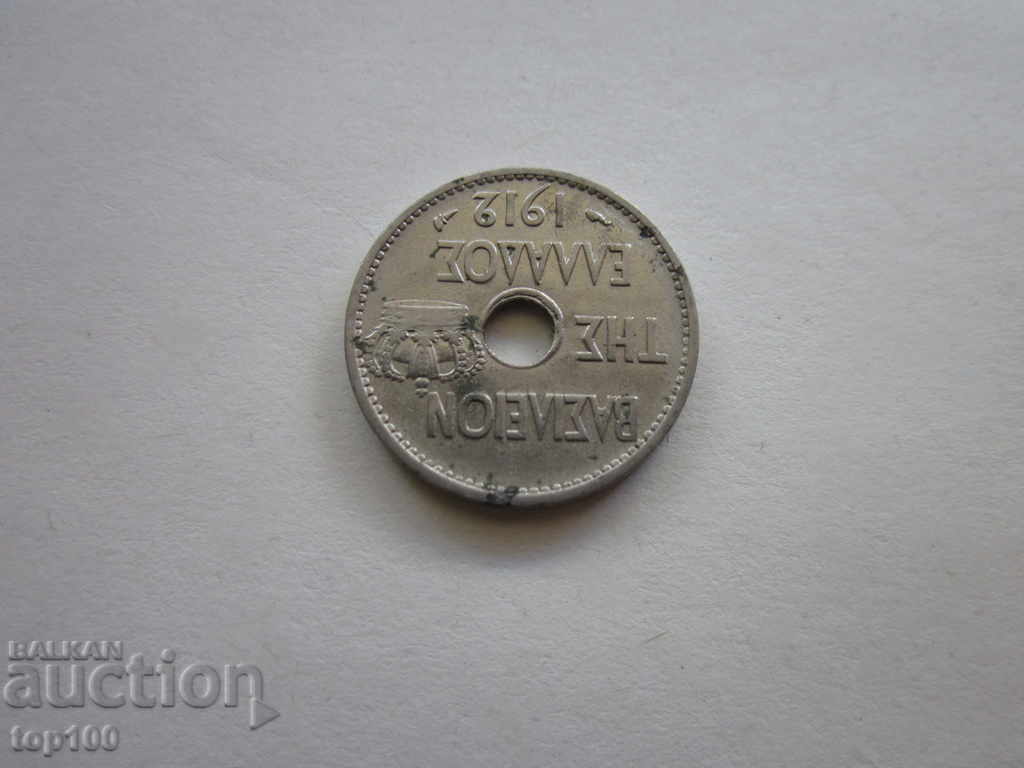 ΒΑΣΙΛΕΙΟΝ
ΤΗΣ
ΕΛΛΑΔΟΣ
1912
BALKAN
auction
top100